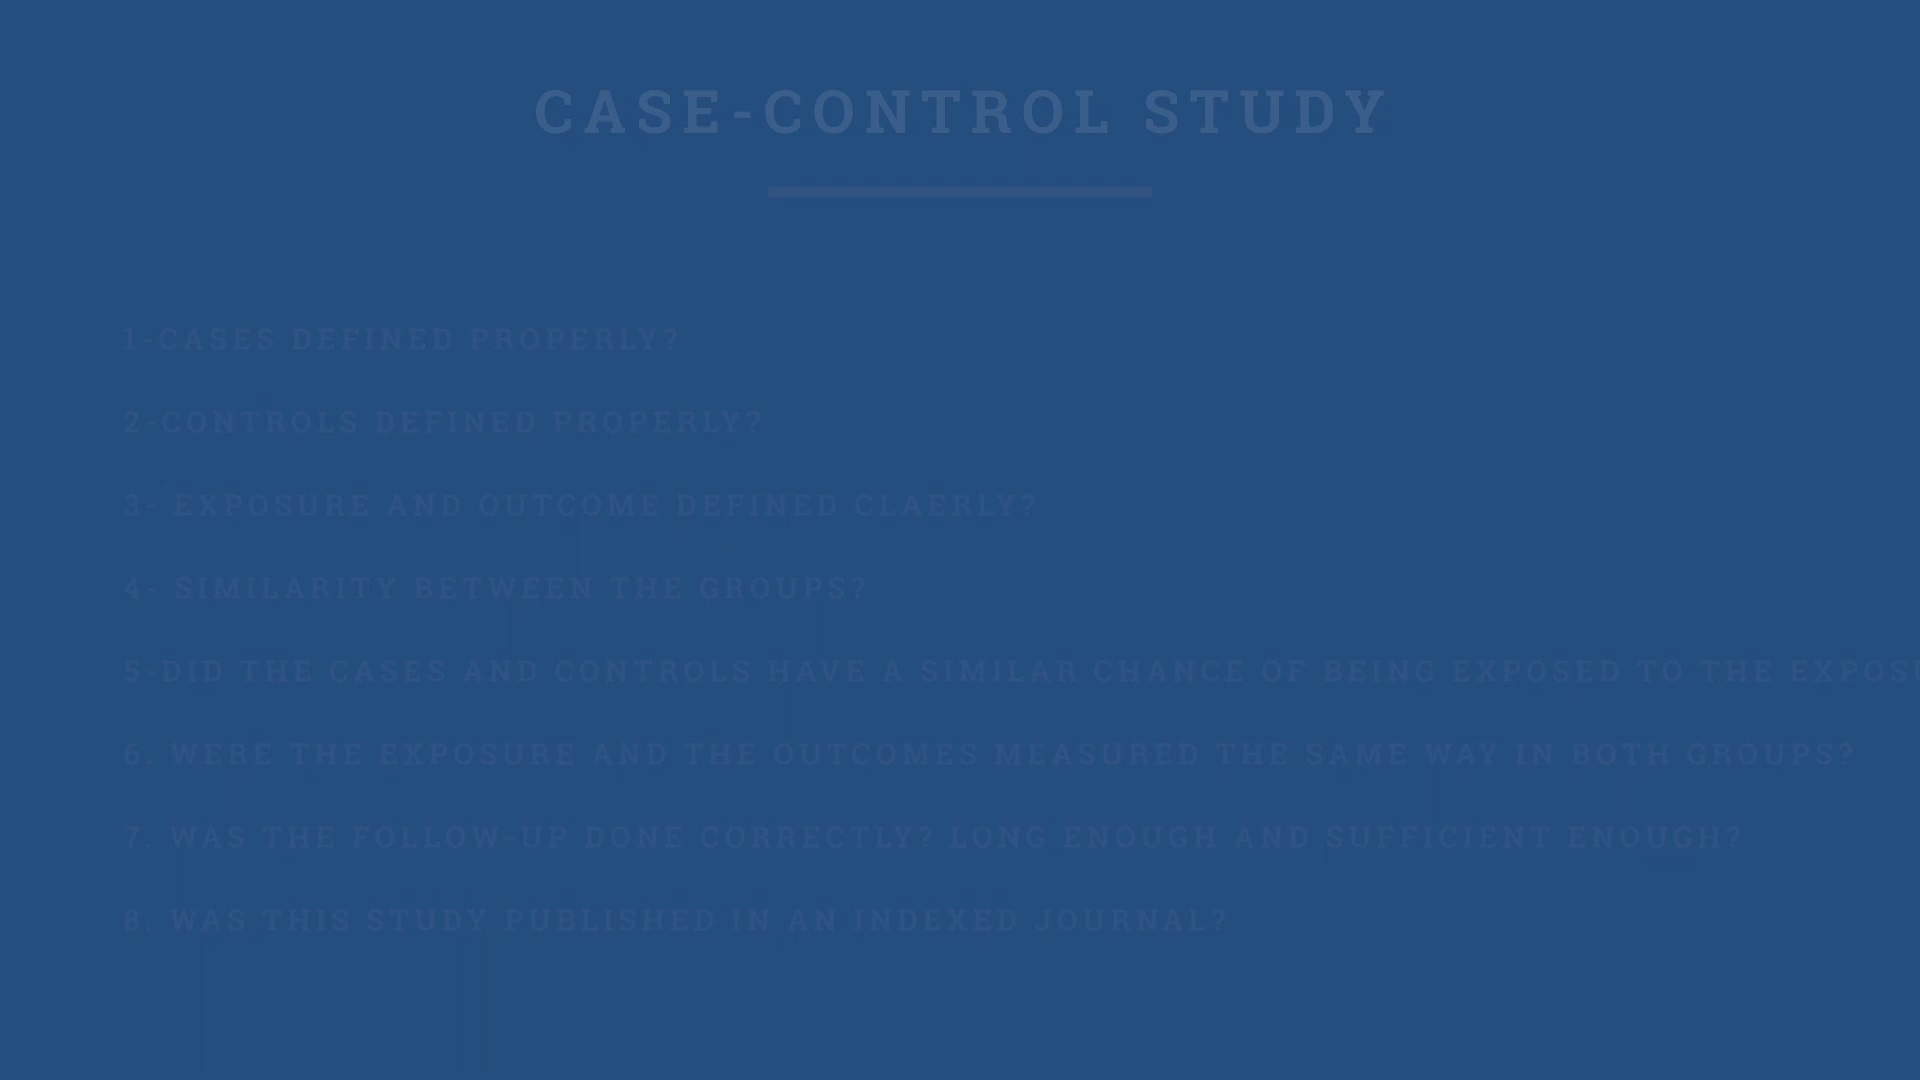 CASE-CONTROL STUDY
1-CASES DEFINED PROPERLY?
2-CONTROLS DEFINED PROPERLY?
3- EXPOSURE AND OUTCOME DEFINED CLAERLY?
4- SIMILARITY BETWEEN THE GROUPS?
5-DID THE CASES AND CONTROLS HAVE A SIMILAR CHANCE OF BEING EXPOSED TO THE
6. WERE THE EXPOSURE AND THE OUTCOMES MEASURED THE SAME WAY IN BOTH GROUPS?
7. WAS THE FOLLOW-UP DONE CORRECTLY? LONG ENOUGH AND SUFFICIENT ENOUGH?
8. WAS THIS STUDY PUBLISHED IN AN INDEXED JOURNAL?